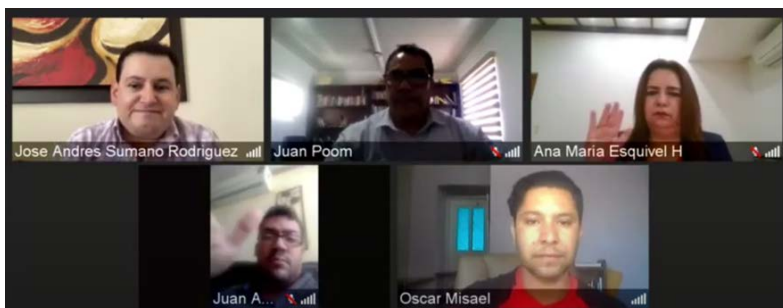 Jose Andres Sumano Rodriguez
Juan Poom
Ana Maria Esquivel H
Juan A...
Oscar Misael